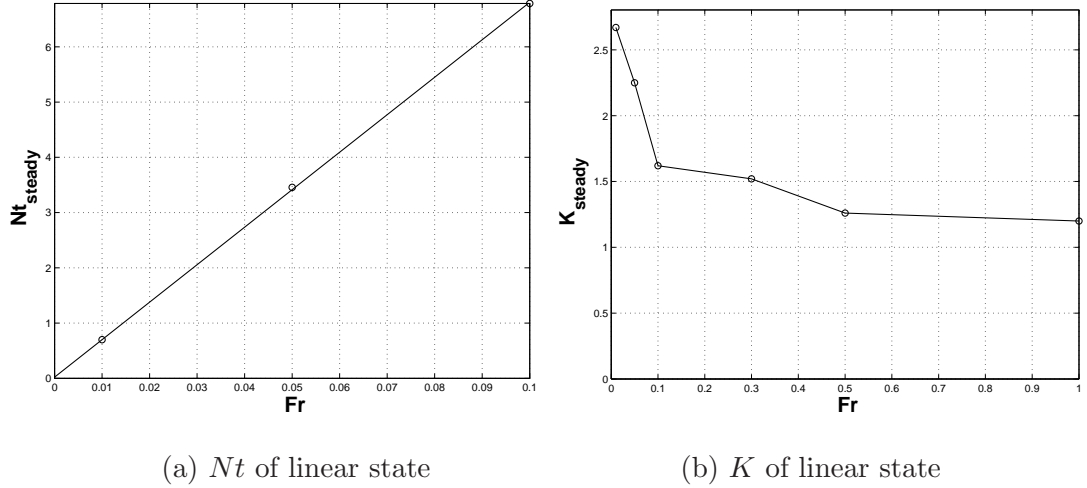 6
5
4
3
2
1
0
Nt steady
0 0.01 0.02 0.03 0.04 0.05 0.06 0.07 0.08 0.09 0.1
Fr
(a) Nt of linear state
2.5
2
1.5
1
0.5
0
K steady
0 0.1 0.2 0.3 0.4 0.5 0.6 0.7 0.8 0.9 1
Fr
(b) K of linear state